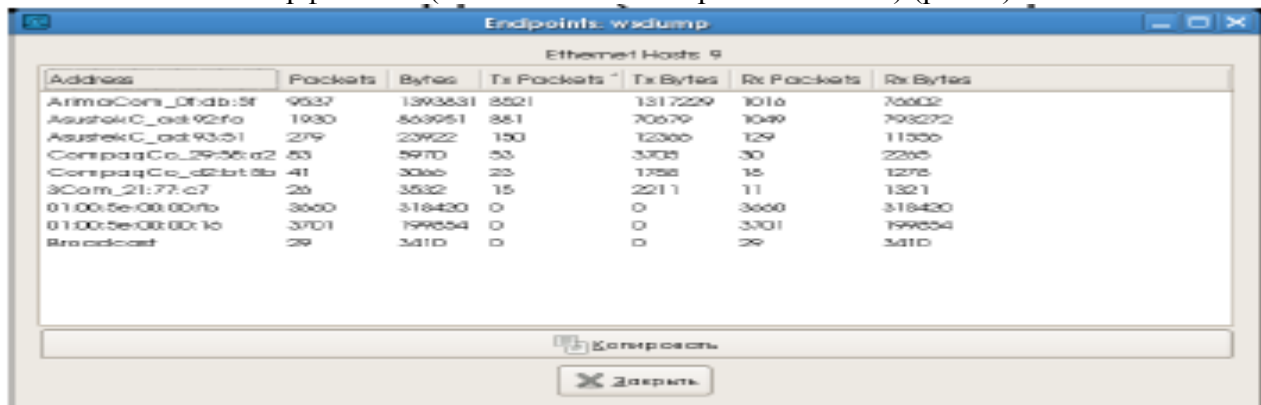 Endpoints: wsdump
Ethernet Hosts: 9
Address Packets Bytes Tx Packets Tx Bytes Rx Packets Rx Bytes
ArimaCom_0f:db:5f 9537 1393831 8521 1317229 1016 76602
AsustekC_ad:92:fa 1930 863951 881 70679 1049 793272
AsustekC_ad:93:51 279 23922 150 12366 129 11556
CompaqCo_29:58:a2 83 5970 53 3705 30 2265
41 3036 23 1758 18 1278
3Com_21:77:c7 26 3532 15 2211 11 1321
01:00:5e:00:00:fb 3660 318420 0 0 3660 318420
01:00:5e:00:00:16 3701 199854 0 0 3701 199854
Broadcast 29 3410 0 0 29 3410
Копировать
Закрыть